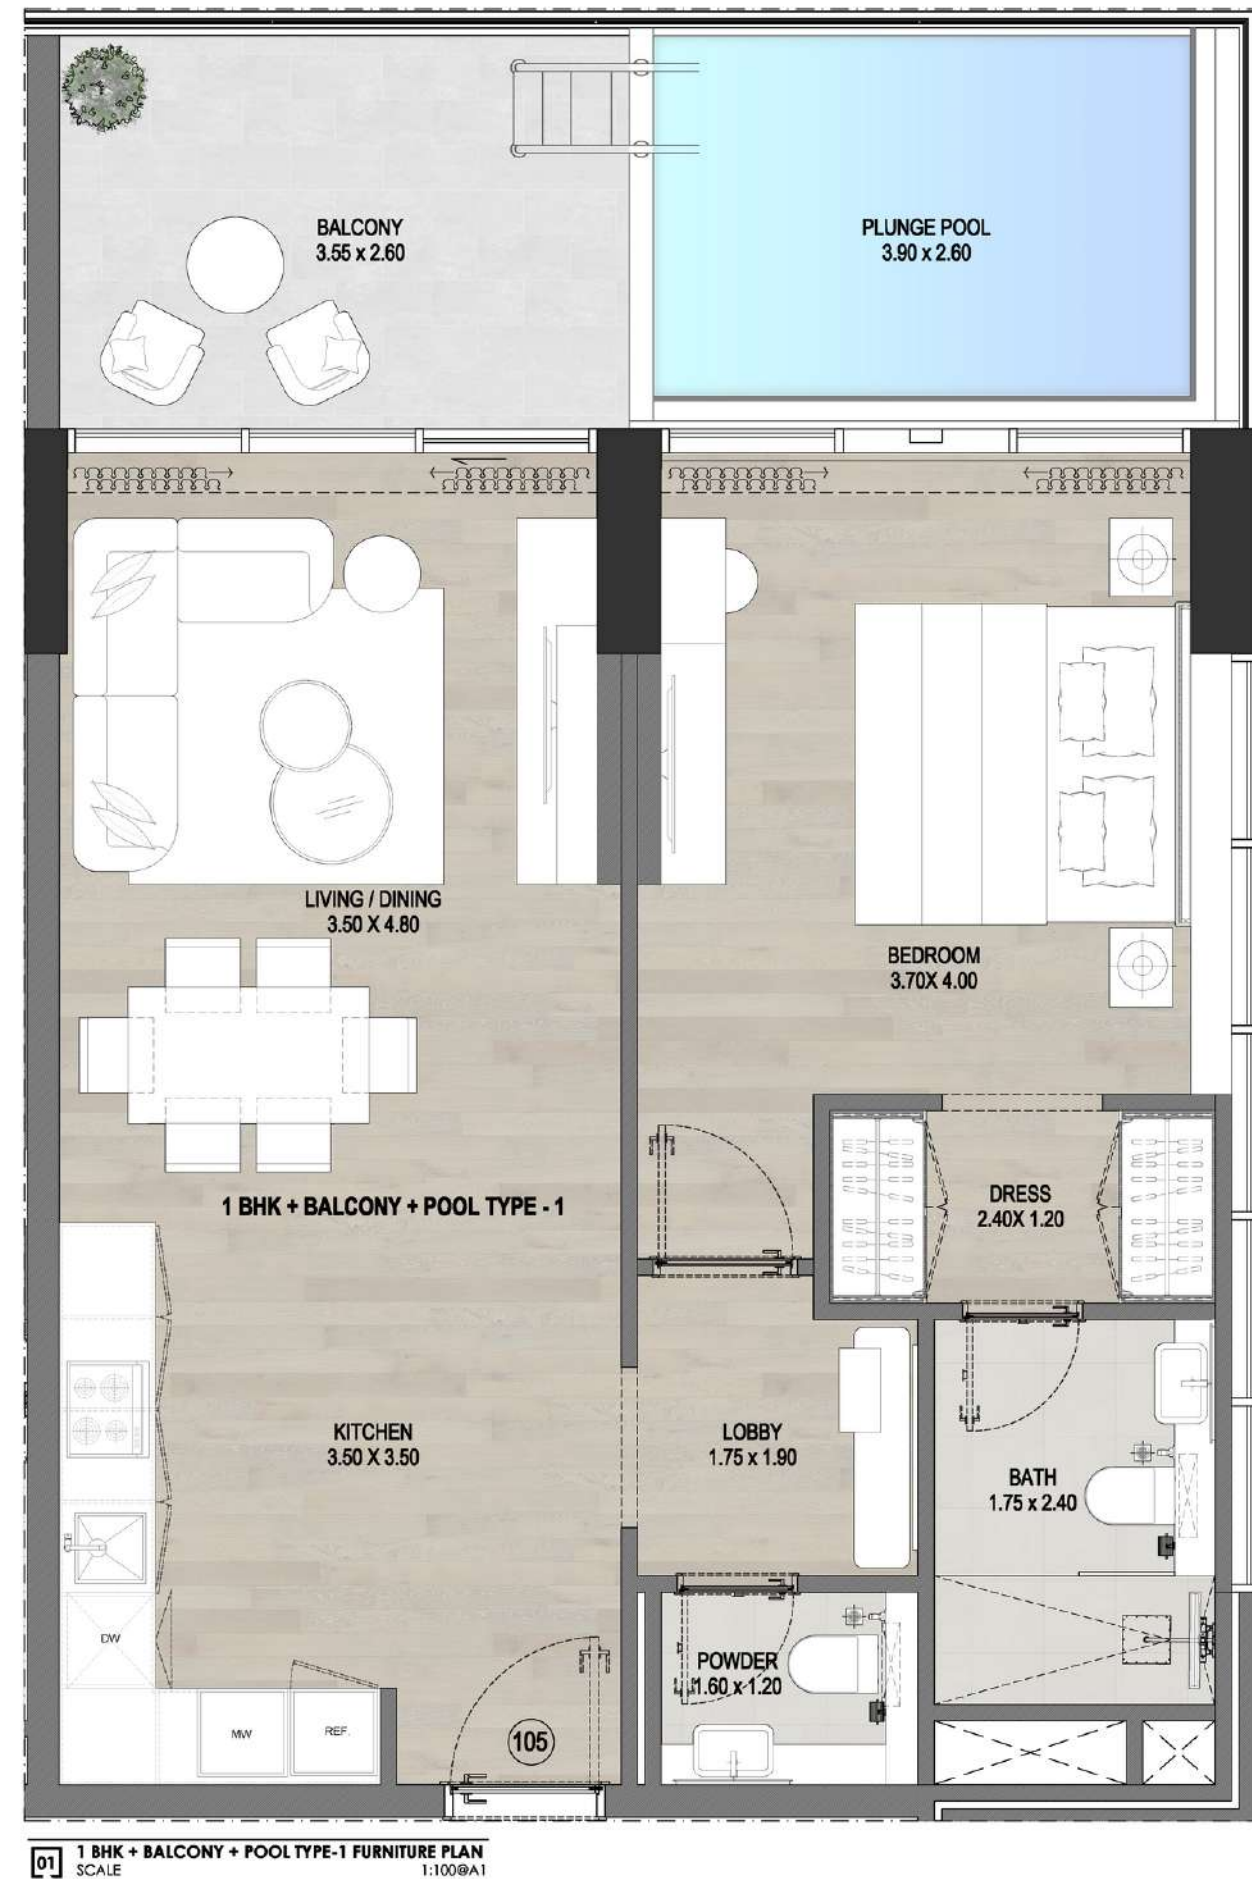 BALCONY
3.55 x 2.60
PLUNGE POOL
3.90 x 2.60
LIVING / DINING
3.50 X 4.80
BEDROOM
3.70X 4.00
1 BHK + BALCONY + POOL TYPE - 1
DRESS
2.40X 1.20
KITCHEN
3.50 X 3.50
LOBBY
1.75 x 1.90
BATH
1.75 x 2.40
DW
POWDER
1.60 x 1.20
MW
REF.
105
01
1 BHK + BALCONY + POOL TYPE-1 FURNITURE PLAN
SCALE 1:100@A1